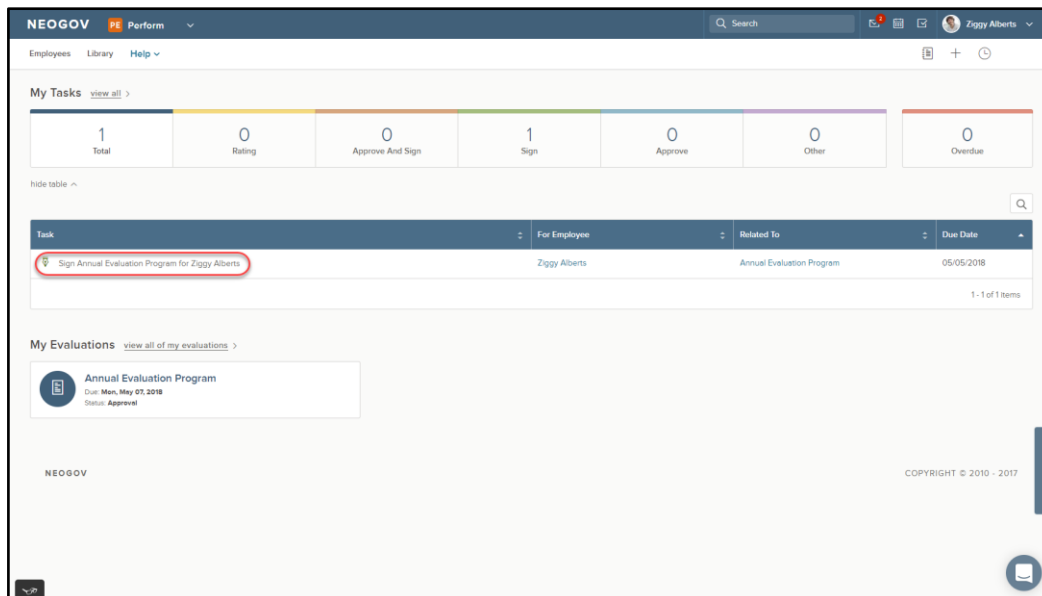 NEOGOV PE Perform Search 2 Ziggy Alberts
Employees Library Help
My Tasks view all >
1 0 0 1 0 0 0
Total Rating Approve And Sign Sign Approve Other Overdue
hide table
Task For Employee Related To Due Date
Sign Annual Evaluation Program for Ziggy Alberts Ziggy Alberts Annual Evaluation Program 05/05/2018
1 - 1 of 1 items
My Evaluations view all of my evaluations >
Annual Evaluation Program
Due: Mon, May 07, 2018
Status: Approval
NEOGOV COPYRIGHT © 2010 - 2017